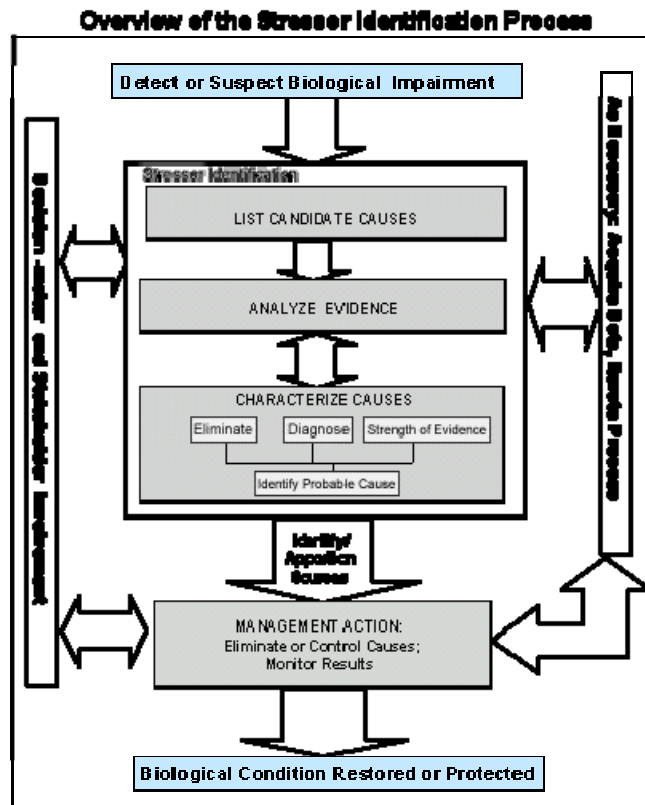 Overview of the Stressor Identification Process
Detect or Suspect Biological Impairment
Stressor Identification
LIST CANDIDATE CAUSES
ANALYZE EVIDENCE
CHARACTERIZE CAUSES
Eliminate
Diagnose
Strength of Evidence
Identify Probable Cause
Decision-maker and Stakeholder Involvement
As Necessary: Acquire Data, Iterate Process
Identify/
Apportion
Sources
MANAGEMENT ACTION:
Eliminate or Control Causes;
Monitor Results
Biological Condition Restored or Protected